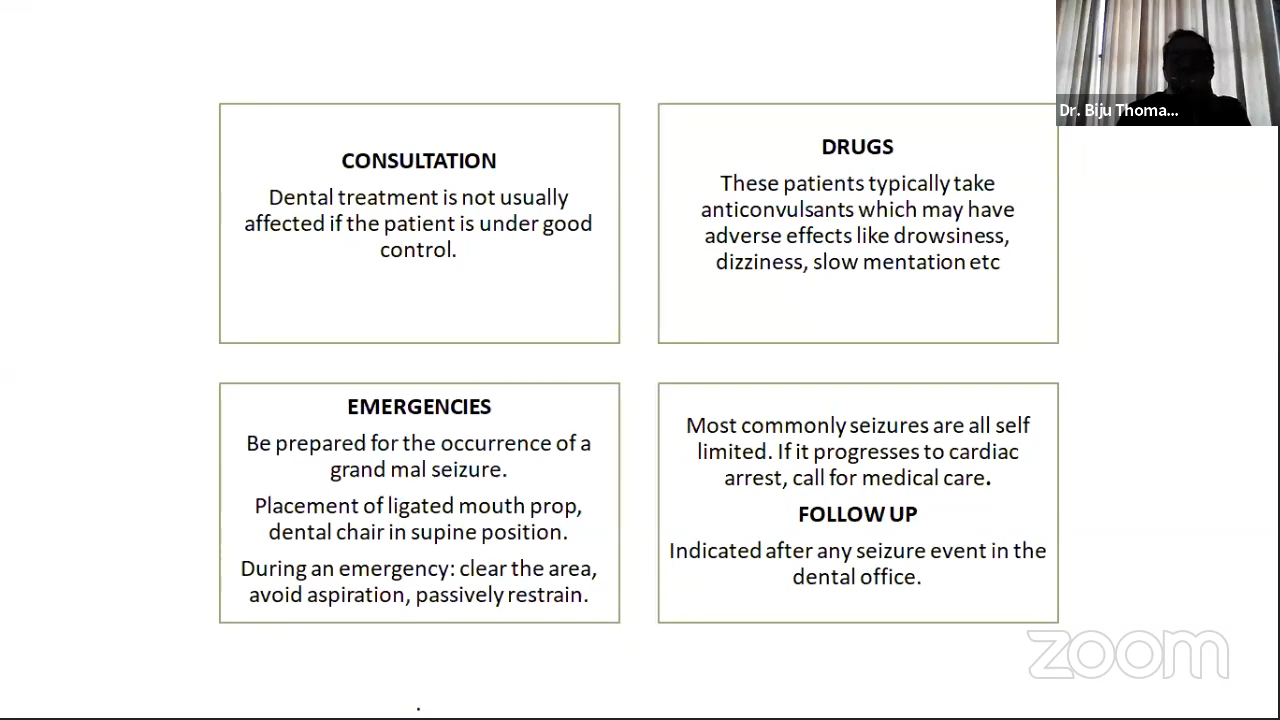 Dr. Biju Thoma...
CONSULTATION
Dental treatment is not usually
affected if the patient is under good
control.
DRUGS
These patients typically take
anticonvulsants which may have
adverse effects like drowsiness,
dizziness, slow mentation etc
EMERGENCIES
Be prepared for the occurrence of a
grand mal seizure.
Placement of ligated mouth prop,
dental chair in supine position.
During an emergency: clear the area,
avoid aspiration, passively restrain.
Most commonly seizures are all self
limited. If it progresses to cardiac
arrest, call for medical care.
FOLLOW UP
Indicated after any seizure event in the
dental office.
zoom